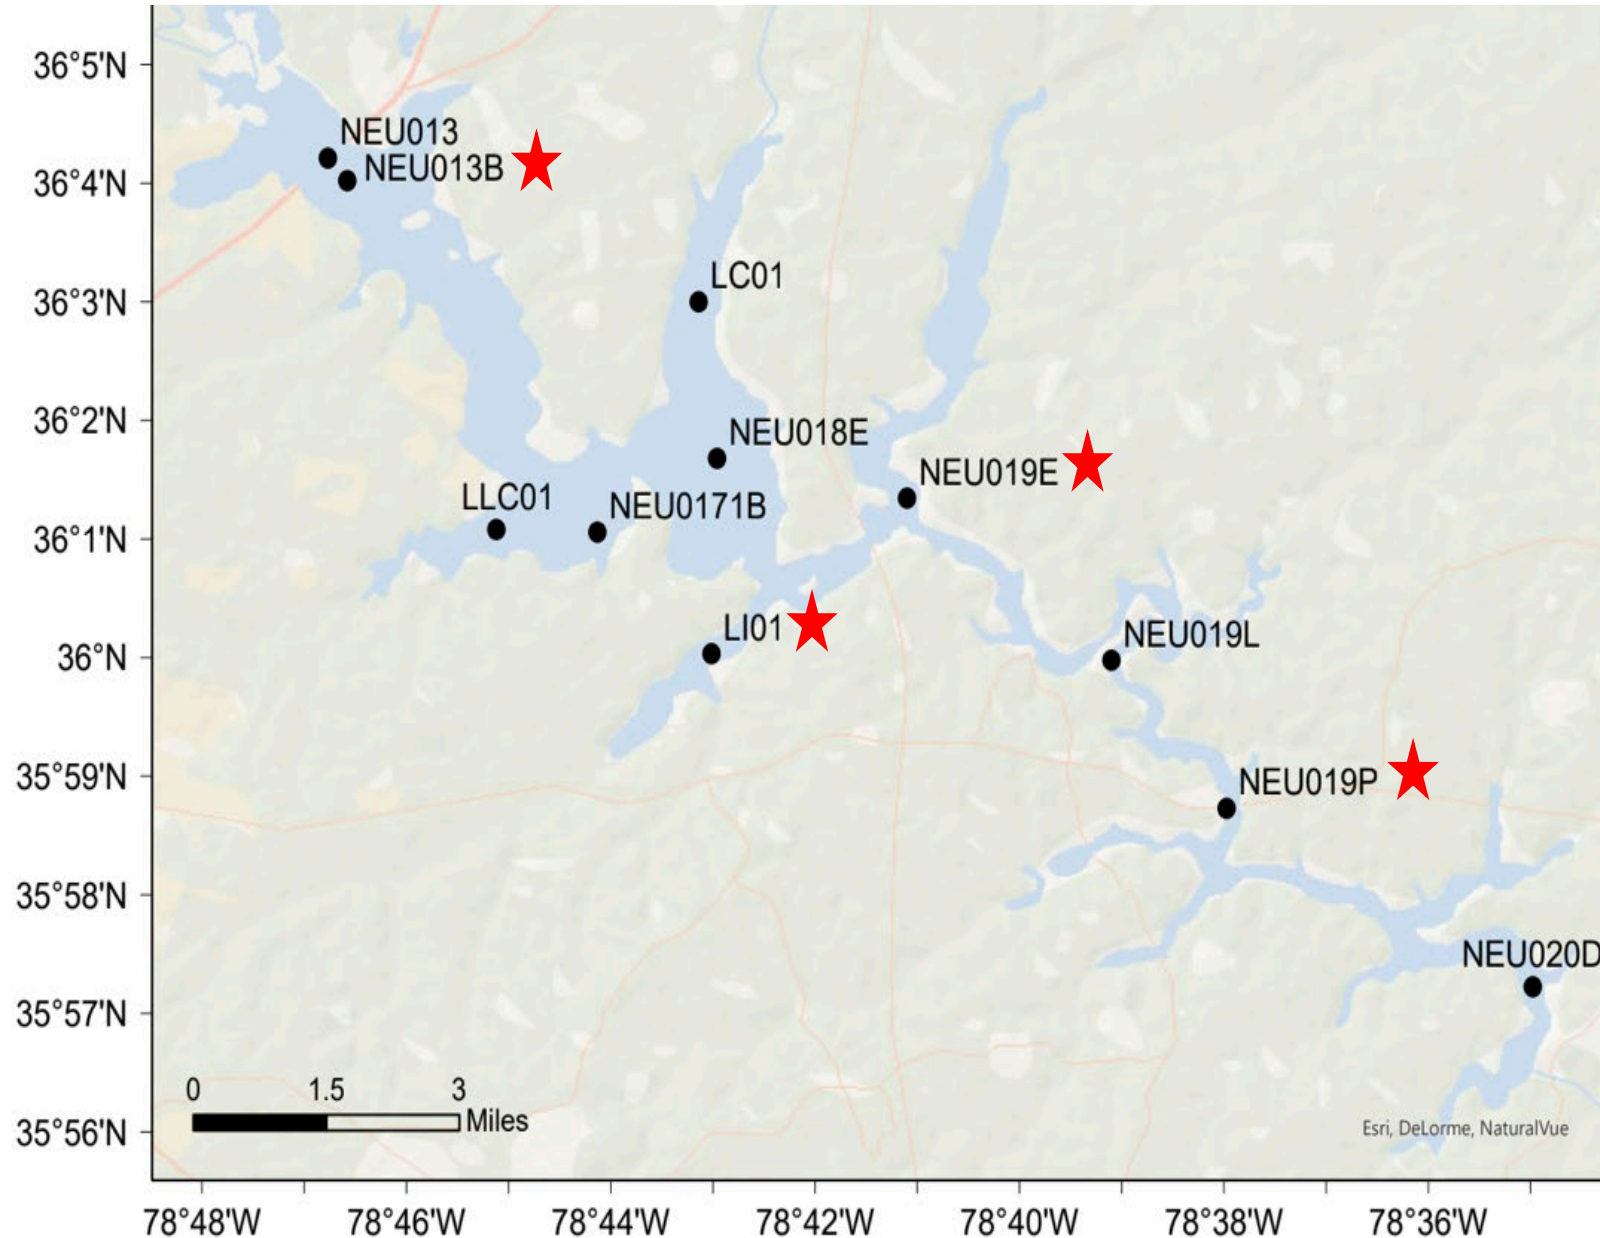 36°5'N
NEU013
NEU013B
36°4'N
LC01
36°3'N
36°2'N
NEU018E
NEU019E
LLC01
NEU0171B
36°1'N
LI01
NEU019L
36°N
35°59'N
NEU019P
35°58'N
NEU020D
35°57'N
0 1.5 3
Miles
35°56'N
Esri, DeLorme, NaturalVue
78°48'W 78°46'W 78°44'W 78°42'W 78°40'W 78°38'W 78°36'W